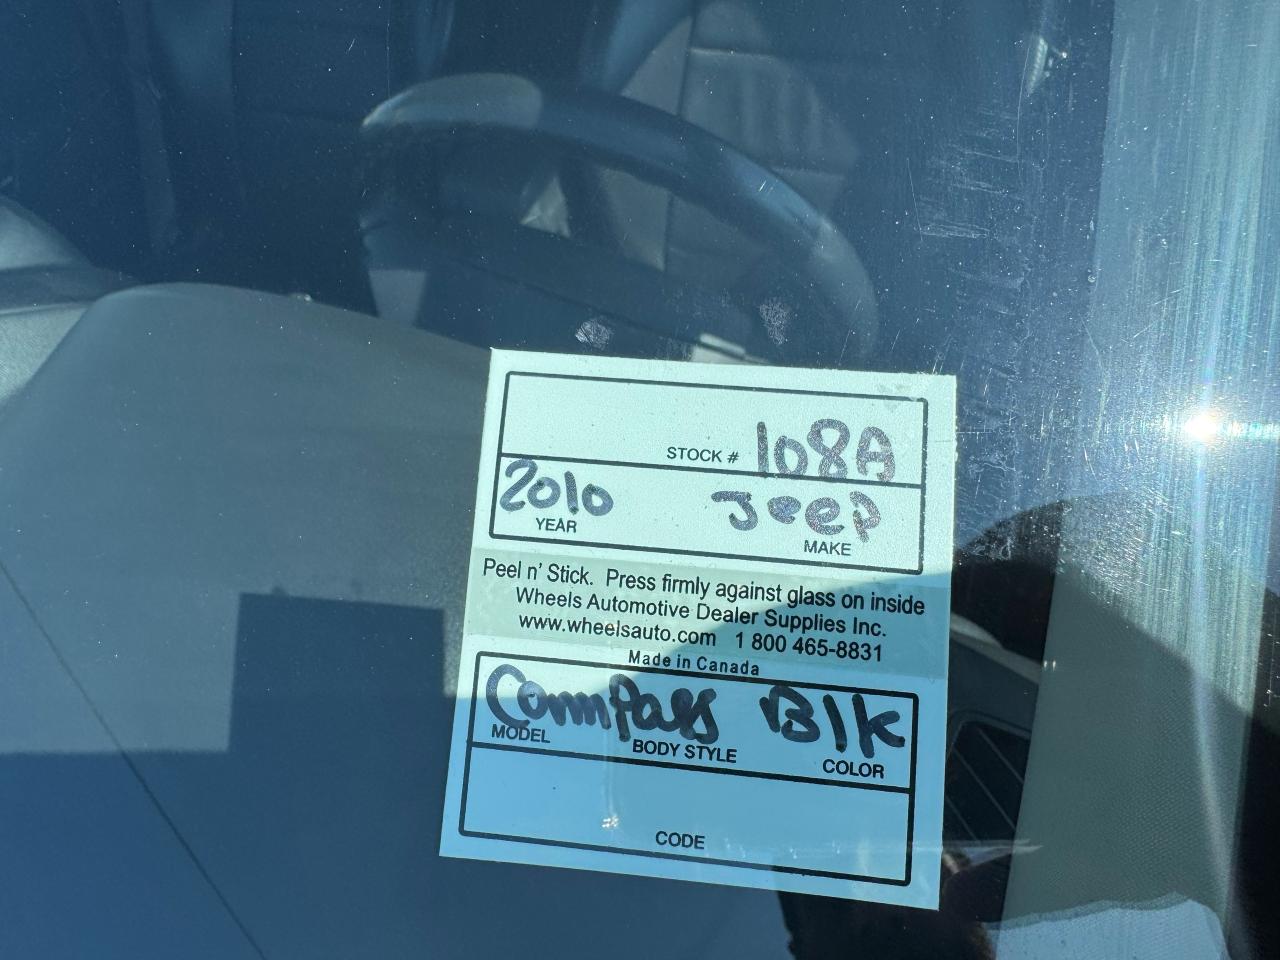 STOCK # 108A
2010 Jeep
YEAR MAKE
Peel n' Stick. Press firmly against glass on inside
Wheels Automotive Dealer Supplies Inc.
www.wheelsauto.com 1 800 465-8831
Made in Canada
Commpass Blk
MODEL BODY STYLE COLOR
CODE